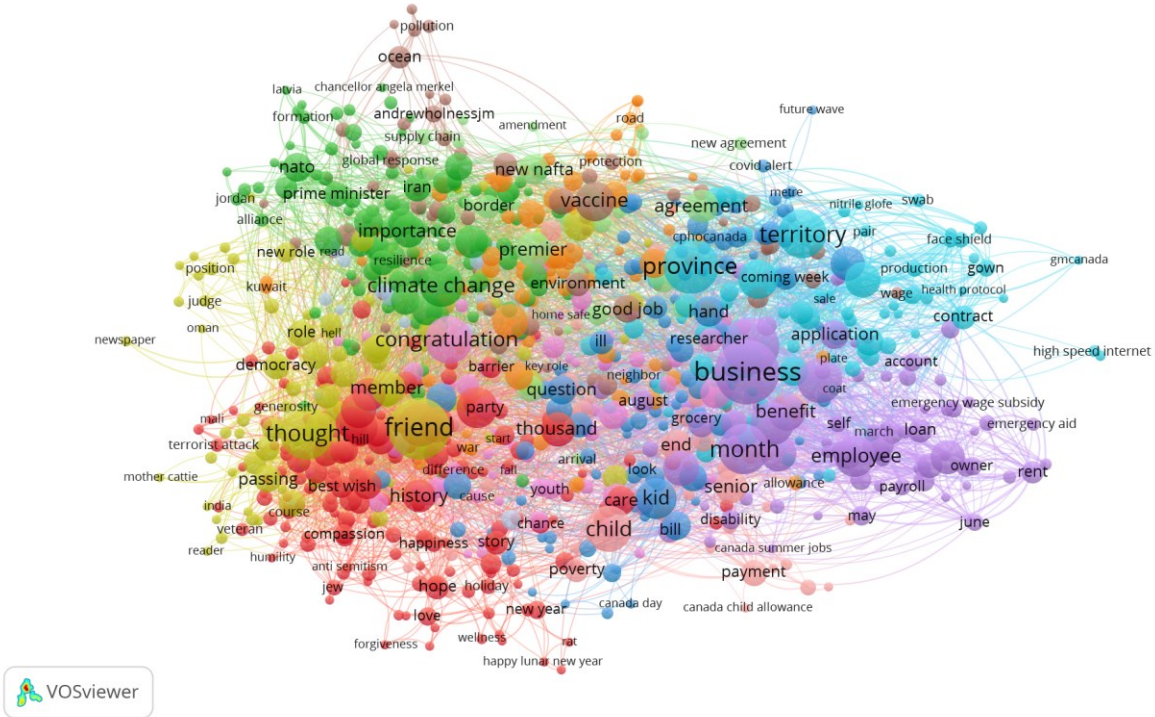 pollution
ocean
latvia
chancellor angela merkel
future wave
formation
andrewholnessjm
road
amendment
supply chain
new agreement
nato
global response
new nafta
protection
covid alert
prime minister
iran
metre
jordan
border
vaccine
agreement
nitrile glofe
swab
alliance
importance
cphocanada
territory
pair
face shield
new role
read
resilience
premier
province
gmcanada
position
kuwait
climate change
environment
coming week
production
gown
judge
sale
wage
health protocol
home safe
good job
hand
contract
oman
role
hell
congratulation
ill
researcher
application
newspaper
high speed internet
democracy
barrier
key role
neighbor
business
plate
account
member
question
coat
generosity
party
august
emergency wage subsidy
mali
thought
friend
thousand
grocery
benefit
self
march
loan
emergency aid
terrorist attack
hill
war
start
end
month
employee
mother cattie
passing
best wish
difference
fall
arrival
look
owner
rent
india
history
cause
youth
care
kid
senior
allowance
payroll
course
veteran
compassion
chance
child
bill
disability
may
june
reader
humility
happiness
story
canada summer jobs
anti semitism
poverty
payment
jew
hope
holiday
love
new year
canada day
canada child allowance
forgiveness
wellness
rat
happy lunar new year
VOSviewer